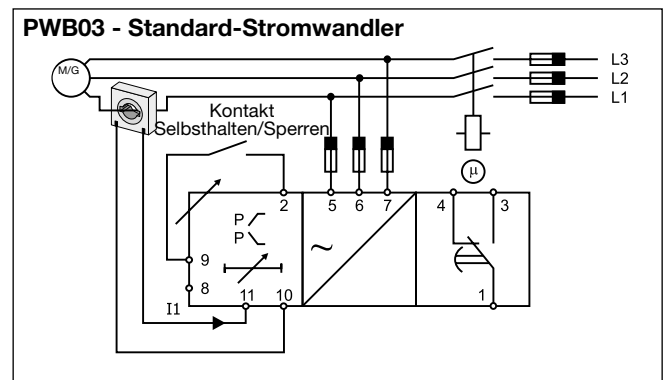 PWB03 - Standard-Stromwandler
M/G
L3
L2
L1
Kontakt
Selbsthalten/Sperren
µ
2
5
6
7
4
3
P
P
~
9
8
I1
11
10
1